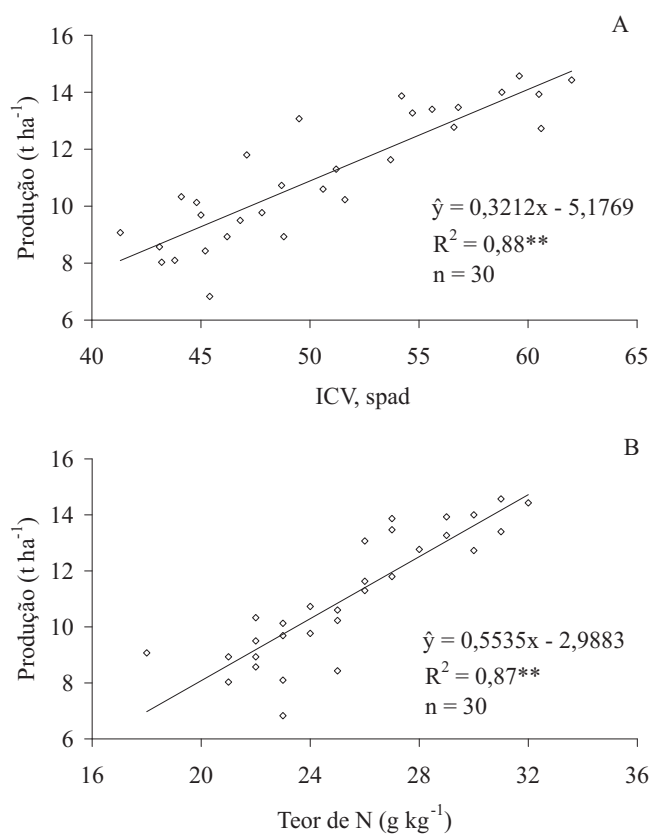 A
16
14
12
10
8
6
Produção (t ha⁻¹)
ŷ = 0,3212x - 5,1769
R² = 0,88**
n = 30
40 45 50 55 60 65
ICV, spad
B
16
14
12
10
8
6
Produção (t ha⁻¹)
ŷ = 0,5535x - 2,9883
R² = 0,87**
n = 30
16 20 24 28 32 36
Teor de N (g kg⁻¹)